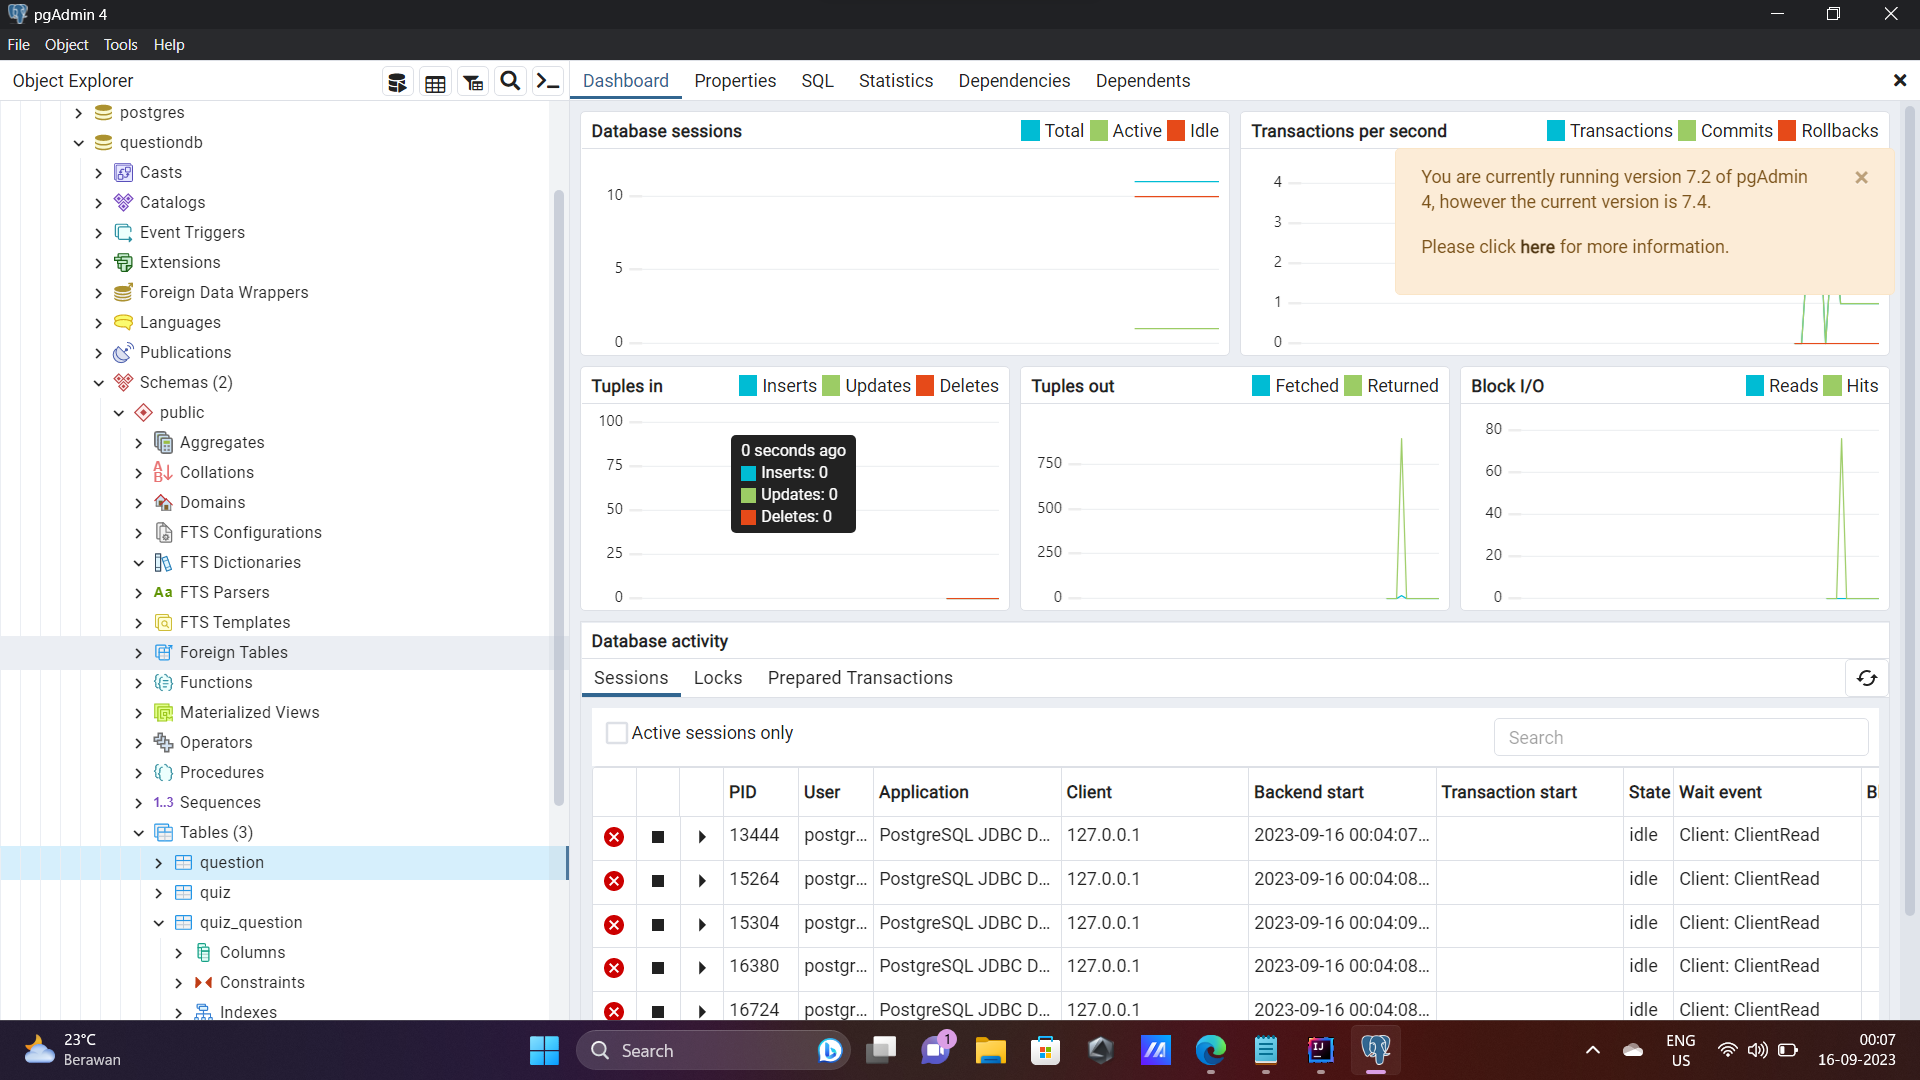 pgAdmin 4
File Object Tools Help
Object Explorer
Dashboard Properties SQL Statistics Dependencies Dependents
postgres
questiondb
Casts
Catalogs
Event Triggers
Extensions
Foreign Data Wrappers
Languages
Publications
Schemas (2)
public
Aggregates
Collations
Domains
FTS Configurations
FTS Dictionaries
Aa FTS Parsers
FTS Templates
Foreign Tables
Functions
Materialized Views
Operators
Procedures
1..3 Sequences
Tables (3)
question
quiz
quiz_question
Columns
Constraints
Indexes
Database sessions Total Active Idle
10
5
0
Transactions per second Transactions Commits Rollbacks
4
3
2
1
0
You are currently running version 7.2 of pgAdmin
4, however the current version is 7.4.
Please click here for more information.
Tuples in Inserts Updates Deletes
100
75
50
25
0
0 seconds ago
Inserts: 0
Updates: 0
Deletes: 0
Tuples out Fetched Returned
750
500
250
0
Block I/O Reads Hits
80
60
40
20
0
Database activity
Sessions Locks Prepared Transactions
Active sessions only
Search
PID User Application Client Backend start Transaction start State Wait event
13444 postgr... PostgreSQL JDBC D... 127.0.0.1 2023-09-16 00:04:07... idle Client: ClientRead
15264 postgr... PostgreSQL JDBC D... 127.0.0.1 2023-09-16 00:04:08... idle Client: ClientRead
15304 postgr... PostgreSQL JDBC D... 127.0.0.1 2023-09-16 00:04:09... idle Client: ClientRead
16380 postgr... PostgreSQL JDBC D... 127.0.0.1 2023-09-16 00:04:08... idle Client: ClientRead
16724 postgr... PostgreSQL JDBC D... 127.0.0.1 2023-09-16 00:04:08... idle Client: ClientRead
23°C
Berawan
Search
1
IJ
ENG
US
00:07
16-09-2023